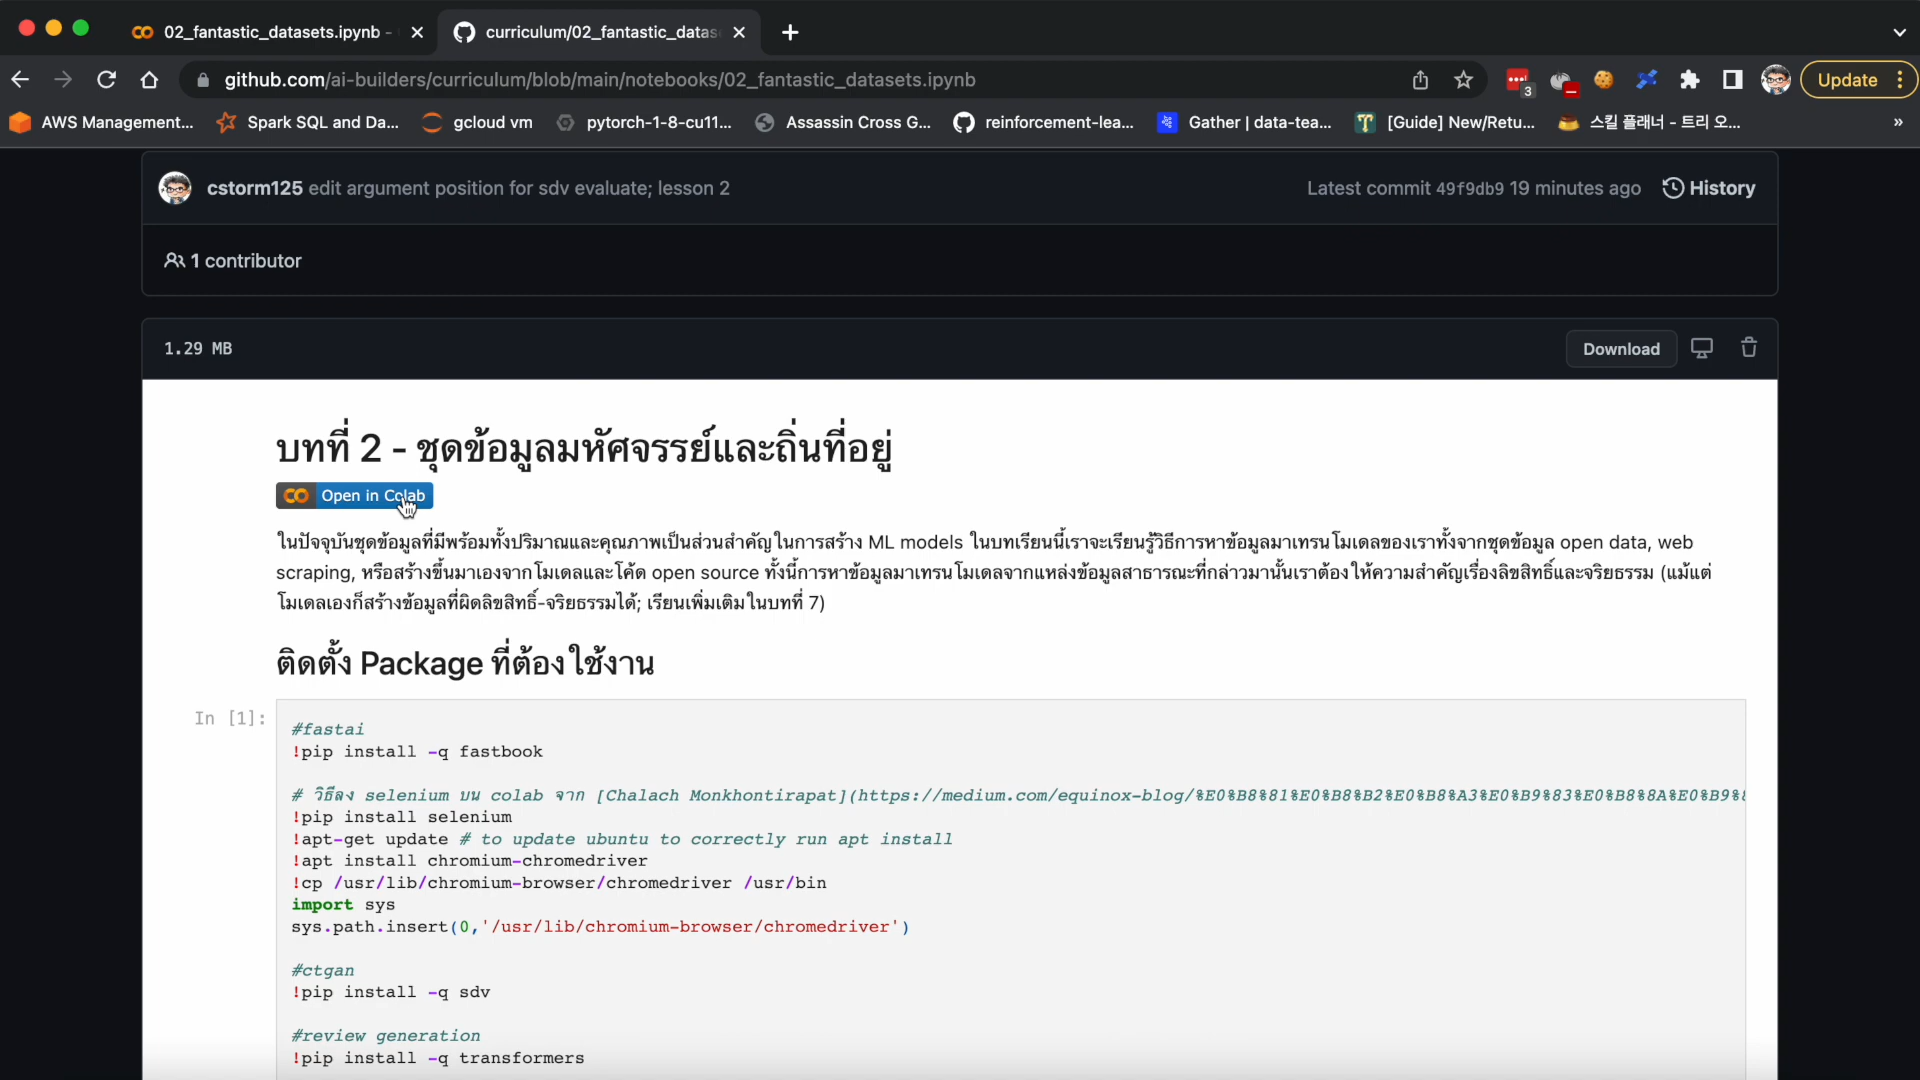 02_fantastic_datasets.ipynb -
curriculum/02_fantastic_datas
github.com/ai-builders/curriculum/blob/main/notebooks/02_fantastic_datasets.ipynb
3
Update
AWS Management...
Spark SQL and Da...
gcloud vm
pytorch-1-8-cu11...
Assassin Cross G...
reinforcement-lea...
Gather | data-tea...
[Guide] New/Retu...
스킬 플래너 - 트리 오...
»
cstorm125 edit argument position for sdv evaluate; lesson 2
Latest commit 49f9db9 19 minutes ago
History
1 contributor
1.29 MB
Download
บทที่ 2 - ชุดข้อมูลมหัศจรรย์และถิ่นที่อยู่
Open in Colab
ในปัจจุบันชุดข้อมูลที่มีพร้อมทั้งปริมาณและคุณภาพเป็นส่วนสำคัญในการสร้าง ML models ในบทเรียนนี้เราจะเรียนรู้วิธีการหาข้อมูลมาเทรนโมเดลของเราทั้งจากชุดข้อมูล open data, web
scraping, หรือสร้างขึ้นมาเองจากโมเดลและโค้ด open source ทั้งนี้การหาข้อมูลมาเทรนโมเดลจากแหล่งข้อมูลสาธารณะที่กล่าวมานั้นเราต้องให้ความสำคัญเรื่องลิขสิทธิ์และจริยธรรม (แม้แต่
โมเดลเองก็สร้างข้อมูลที่ผิดลิขสิทธิ์-จริยธรรมได้; เรียนเพิ่มเติมในบทที่ 7)
ติดตั้ง Package ที่ต้องใช้งาน
In [1]:
#fastai
!pip install -q fastbook
# วิธีลง selenium บน colab จาก [Chalach Monkhontirapat](https://medium.com/equinox-blog/%E0%B8%81%E0%B8%B2%E0%B8%A3%E0%B9%83%E0%B8%8A%E0%B9%8
!pip install selenium
!apt-get update # to update ubuntu to correctly run apt install
!apt install chromium-chromedriver
!cp /usr/lib/chromium-browser/chromedriver /usr/bin
import sys
sys.path.insert(0,'/usr/lib/chromium-browser/chromedriver')
#ctgan
!pip install -q sdv
#review generation
!pip install -q transformers